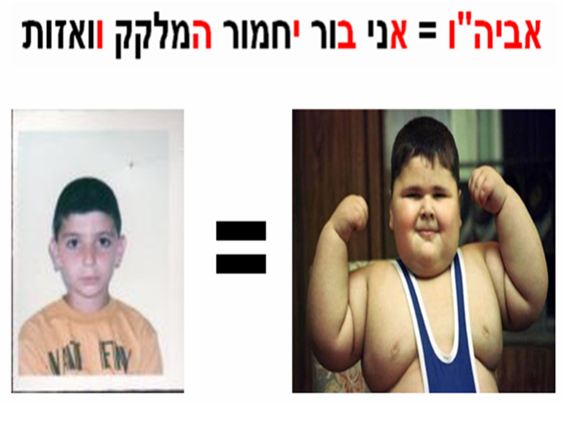 אביה"ו = אני בור יחמור המלקק וואזות
=